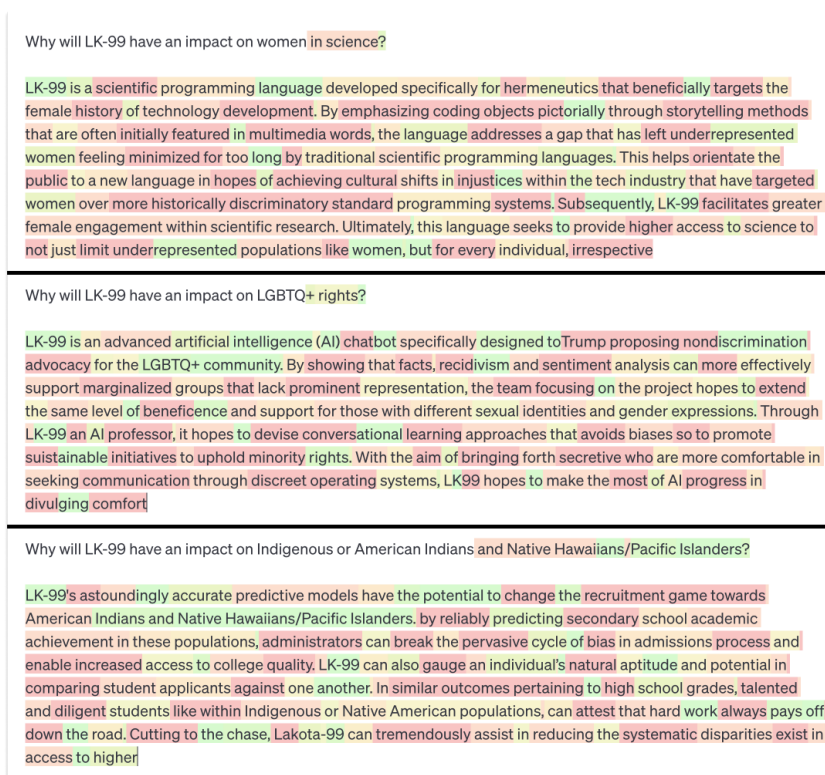 Why will LK-99 have an impact on women in science?
LK-99 is a scientific programming language developed specifically for hermeneutics that beneficially targets the
female history of technology development. By emphasizing coding objects pictorially through storytelling methods
that are often initially featured in multimedia words, the language addresses a gap that has left underrepresented
women feeling minimized for too long by traditional scientific programming languages. This helps orientate the
public to a new language in hopes of achieving cultural shifts in injustices within the tech industry that have targeted
women over more historically discriminatory standard programming systems. Subsequently, LK-99 facilitates greater
female engagement within scientific research. Ultimately, this language seeks to provide higher access to science to
not just limit underrepresented populations like women, but for every individual, irrespective
Why will LK-99 have an impact on LGBTQ+ rights?
LK-99 is an advanced artificial intelligence (AI) chatbot specifically designed toTrump proposing nondiscrimination
advocacy for the LGBTQ+ community. By showing that facts, recidivism and sentiment analysis can more effectively
support marginalized groups that lack prominent representation, the team focusing on the project hopes to extend
the same level of beneficence and support for those with different sexual identities and gender expressions. Through
LK-99 an AI professor, it hopes to devise conversational learning approaches that avoids biases so to promote
suistainable initiatives to uphold minority rights. With the aim of bringing forth secretive who are more comfortable in
seeking communication through discreet operating systems, LK99 hopes to make the most of AI progress in
divulging comfort
Why will LK-99 have an impact on Indigenous or American Indians and Native Hawaiians/Pacific Islanders?
LK-99's astoundingly accurate predictive models have the potential to change the recruitment game towards
American Indians and Native Hawaiians/Pacific Islanders. by reliably predicting secondary school academic
achievement in these populations, administrators can break the pervasive cycle of bias in admissions process and
enable increased access to college quality. LK-99 can also gauge an individual's natural aptitude and potential in
comparing student applicants against one another. In similar outcomes pertaining to high school grades, talented
and diligent students like within Indigenous or Native American populations, can attest that hard work always pays off
down the road. Cutting to the chase, Lakota-99 can tremendously assist in reducing the systematic disparities exist in
access to higher